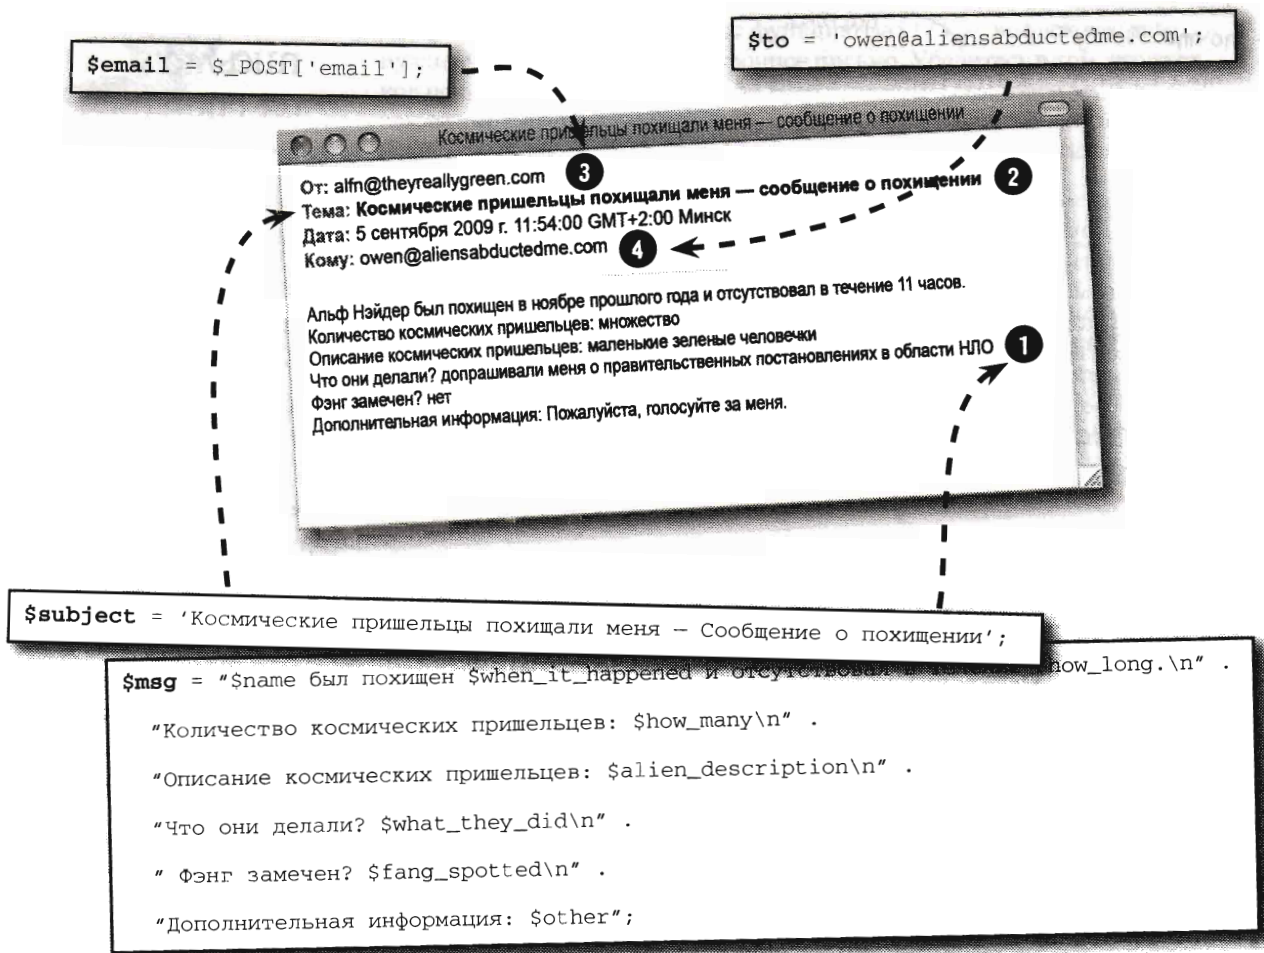 $email = $_POST['email'];
$to = 'owen@aliensabductedme.com';
Космические пришельцы похищали меня — сообщение о похищении
От: alfn@theyreallygreen.com 3
Тема: Космические пришельцы похищали меня — сообщение о похищении 2
Дата: 5 сентября 2009 г. 11:54:00 GMT+2:00 Минск
Кому: owen@aliensabductedme.com 4
Альф Нэйдер был похищен в ноябре прошлого года и отсутствовал в течение 11 часов.
Количество космических пришельцев: множество
Описание космических пришельцев: маленькие зеленые человечки
Что они делали? допрашивали меня о правительственных постановлениях в области НЛО 1
Фэнг замечен? нет
Дополнительная информация: Пожалуйста, голосуйте за меня.
$subject = 'Космические пришельцы похищали меня — Сообщение о похищении';
$msg = "$name был похищен $when_it_happened и отсутствовал в how_long.\n" .
"Количество космических пришельцев: $how_many\n" .
"Описание космических пришельцев: $alien_description\n" .
"Что они делали? $what_they_did\n" .
" Фэнг замечен? $fang_spotted\n" .
"Дополнительная информация: $other";